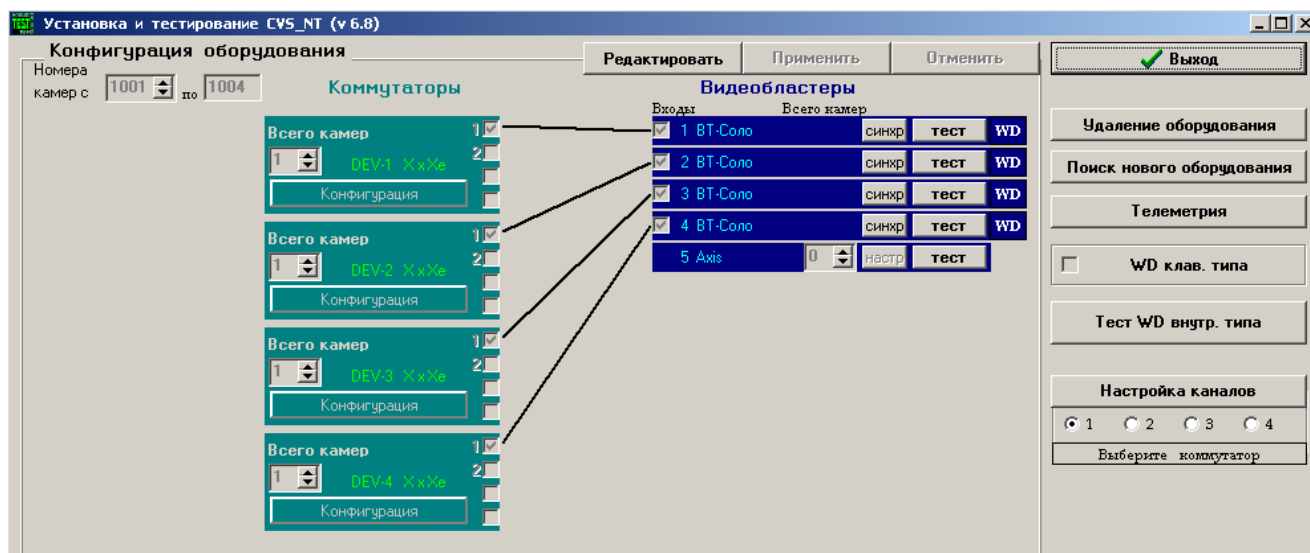 Установка и тестирование CVS_NT (v 6.8)
Конфигурация оборудования
Редактировать Применить Отменить
Выход
Номера
камер с 1001 по 1004
Коммутаторы
Видеобластеры
Входы Всего камер
Всего камер 1
1 2
DEV-1 XxXe
Конфигурация
Всего камер 1
1 2
DEV-2 XxXe
Конфигурация
Всего камер 1
1 2
DEV-3 XxXe
Конфигурация
Всего камер 1
1 2
DEV-4 XxXe
Конфигурация
1 BT-Соло синхр тест WD
2 BT-Соло синхр тест WD
3 BT-Соло синхр тест WD
4 BT-Соло синхр тест WD
5 Axis 0 настр тест
Удаление оборудования
Поиск нового оборудования
Телеметрия
WD клав. типа
Тест WD внутр. типа
Настройка каналов
1 2 3 4
Выберите коммутатор